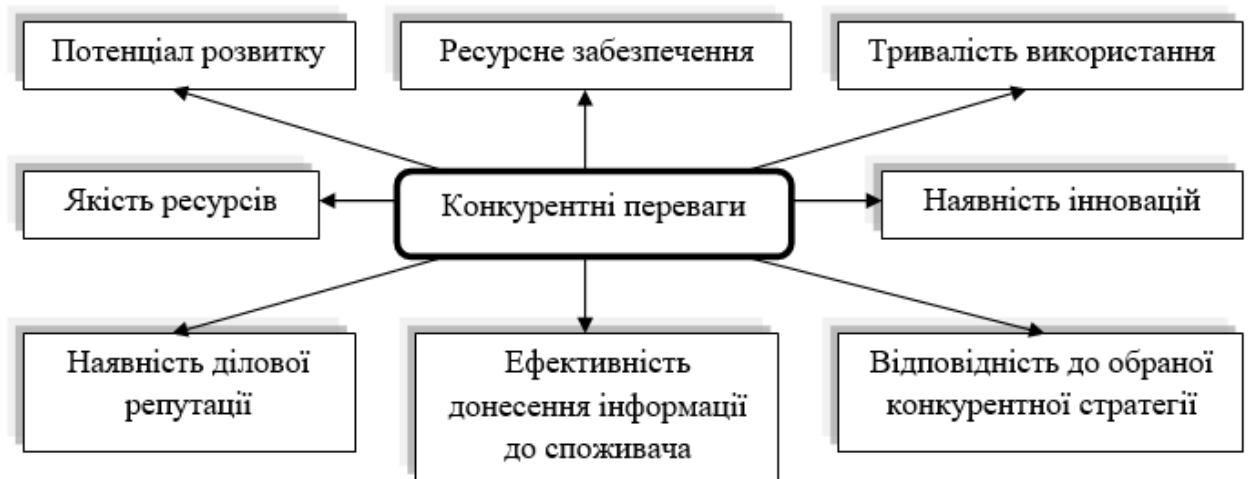 Потенціал розвитку
Ресурсне забезпечення
Тривалість використання
Якість ресурсів
Конкурентні переваги
Наявність інновацій
Наявність ділової
репутації
Ефективність
донесення інформації
до споживача
Відповідність до обраної
конкурентної стратегії